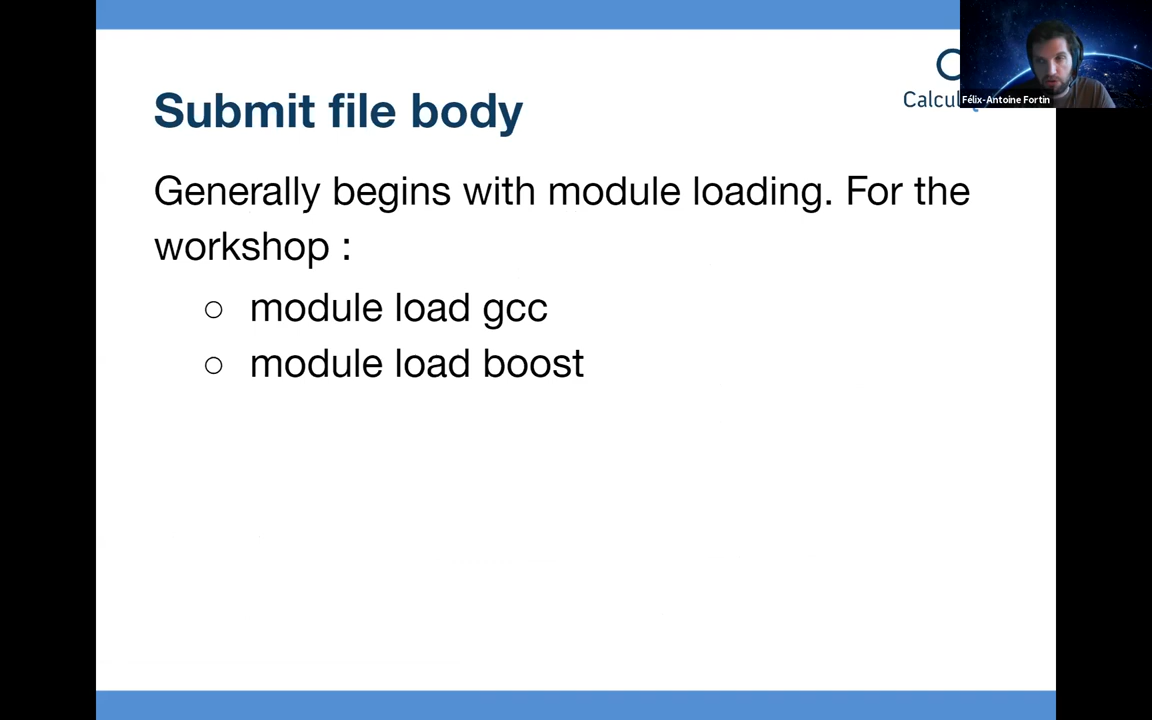 Submit file body
Calcul
Félix-Antoine Fortin
Generally begins with module loading. For the
workshop :
○ module load gcc
○ module load boost